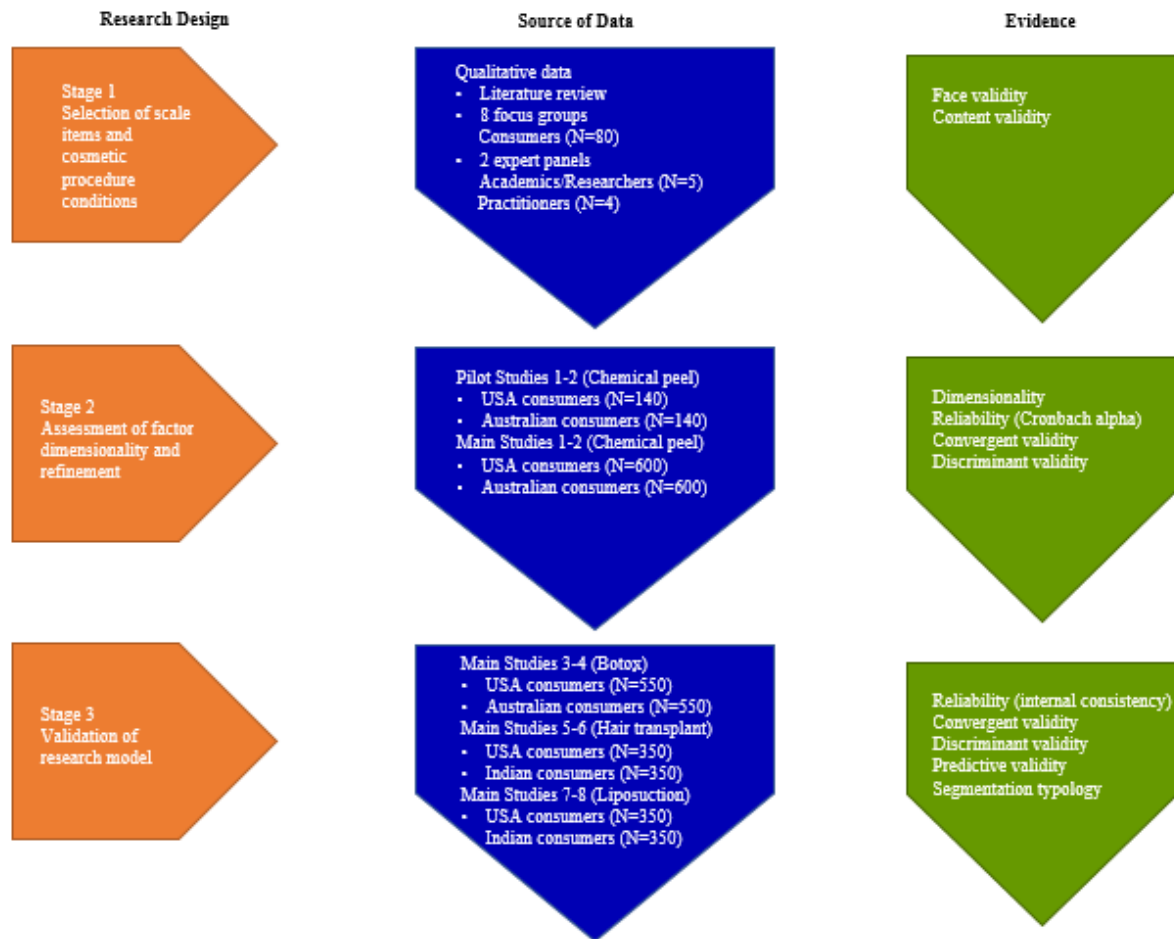 Research Design
Source of Data
Evidence
Stage 1
Selection of scale
items and
cosmetic
procedure
conditions
Qualitative data
• Literature review
• 8 focus groups
Consumers (N=80)
• 2 expert panels
Academics/Researchers (N=5)
Practitioners (N=4)
Face validity
Content validity
Stage 2
Assessment of factor
dimensionality and
refinement
Pilot Studies 1-2 (Chemical peel)
• USA consumers (N=140)
• Australian consumers (N=140)
Main Studies 1-2 (Chemical peel)
• USA consumers (N=600)
• Australian consumers (N=600)
Dimensionality
Reliability (Cronbach alpha)
Convergent validity
Discriminant validity
Stage 3
Validation of
research model
Main Studies 3-4 (Botox)
• USA consumers (N=550)
• Australian consumers (N=550)
Main Studies 5-6 (Hair transplant)
• USA consumers (N=350)
• Indian consumers (N=350)
Main Studies 7-8 (Liposuction)
• USA consumers (N=350)
Indian consumers (N=350)
Reliability (internal consistency)
Convergent validity
Discriminant validity
Predictive validity
Segmentation typology